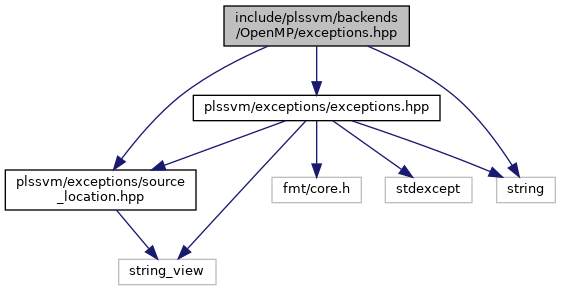 include/plssvm/backends
/OpenMP/exceptions.hpp
plssvm/exceptions/exceptions.hpp
plssvm/exceptions/source
_location.hpp
fmt/core.h
stdexcept
string
string_view